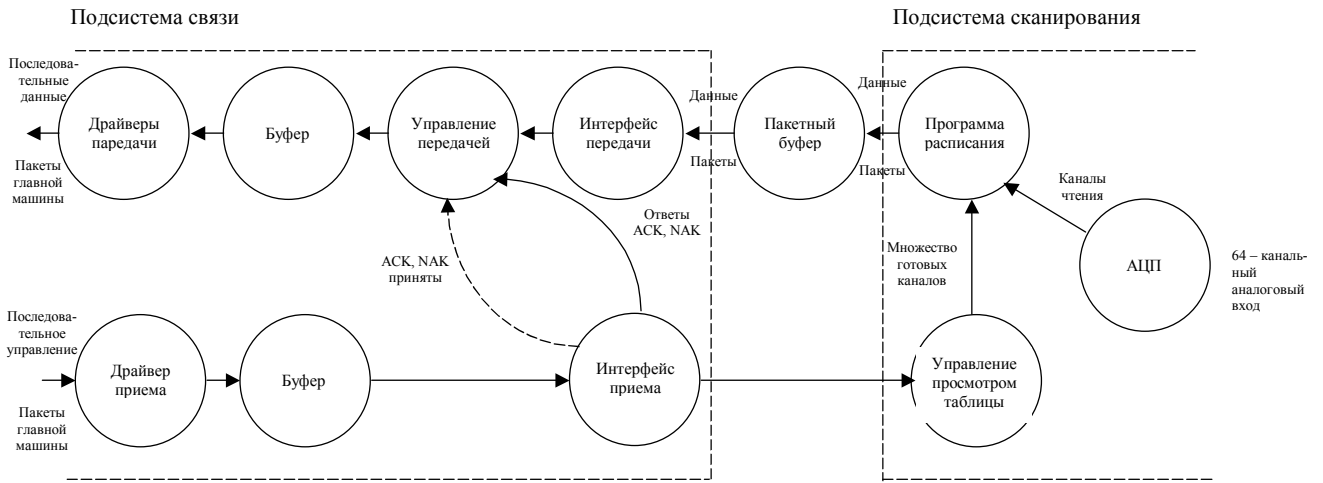 Подсистема связи
Подсистема сканирования
Последова-
тельные
данные
Пакеты
главной
машины
Драйверы
паредачи
Буфер
Управление
передачей
Интерфейс
передачи
Данные
Пакеты
Пакетный
буфер
Данные
Пакеты
Программа
расписания
Каналы
чтения
АЦП
64 – каналь-
ный
аналоговый
вход
Множество
готовых
каналов
Ответы
ACK, NAK
ACK, NAK
приняты
Последова-
тельное
управление
Пакеты
главной
машины
Драйвер
приема
Буфер
Интерфейс
приема
Управление
просмотром
таблицы